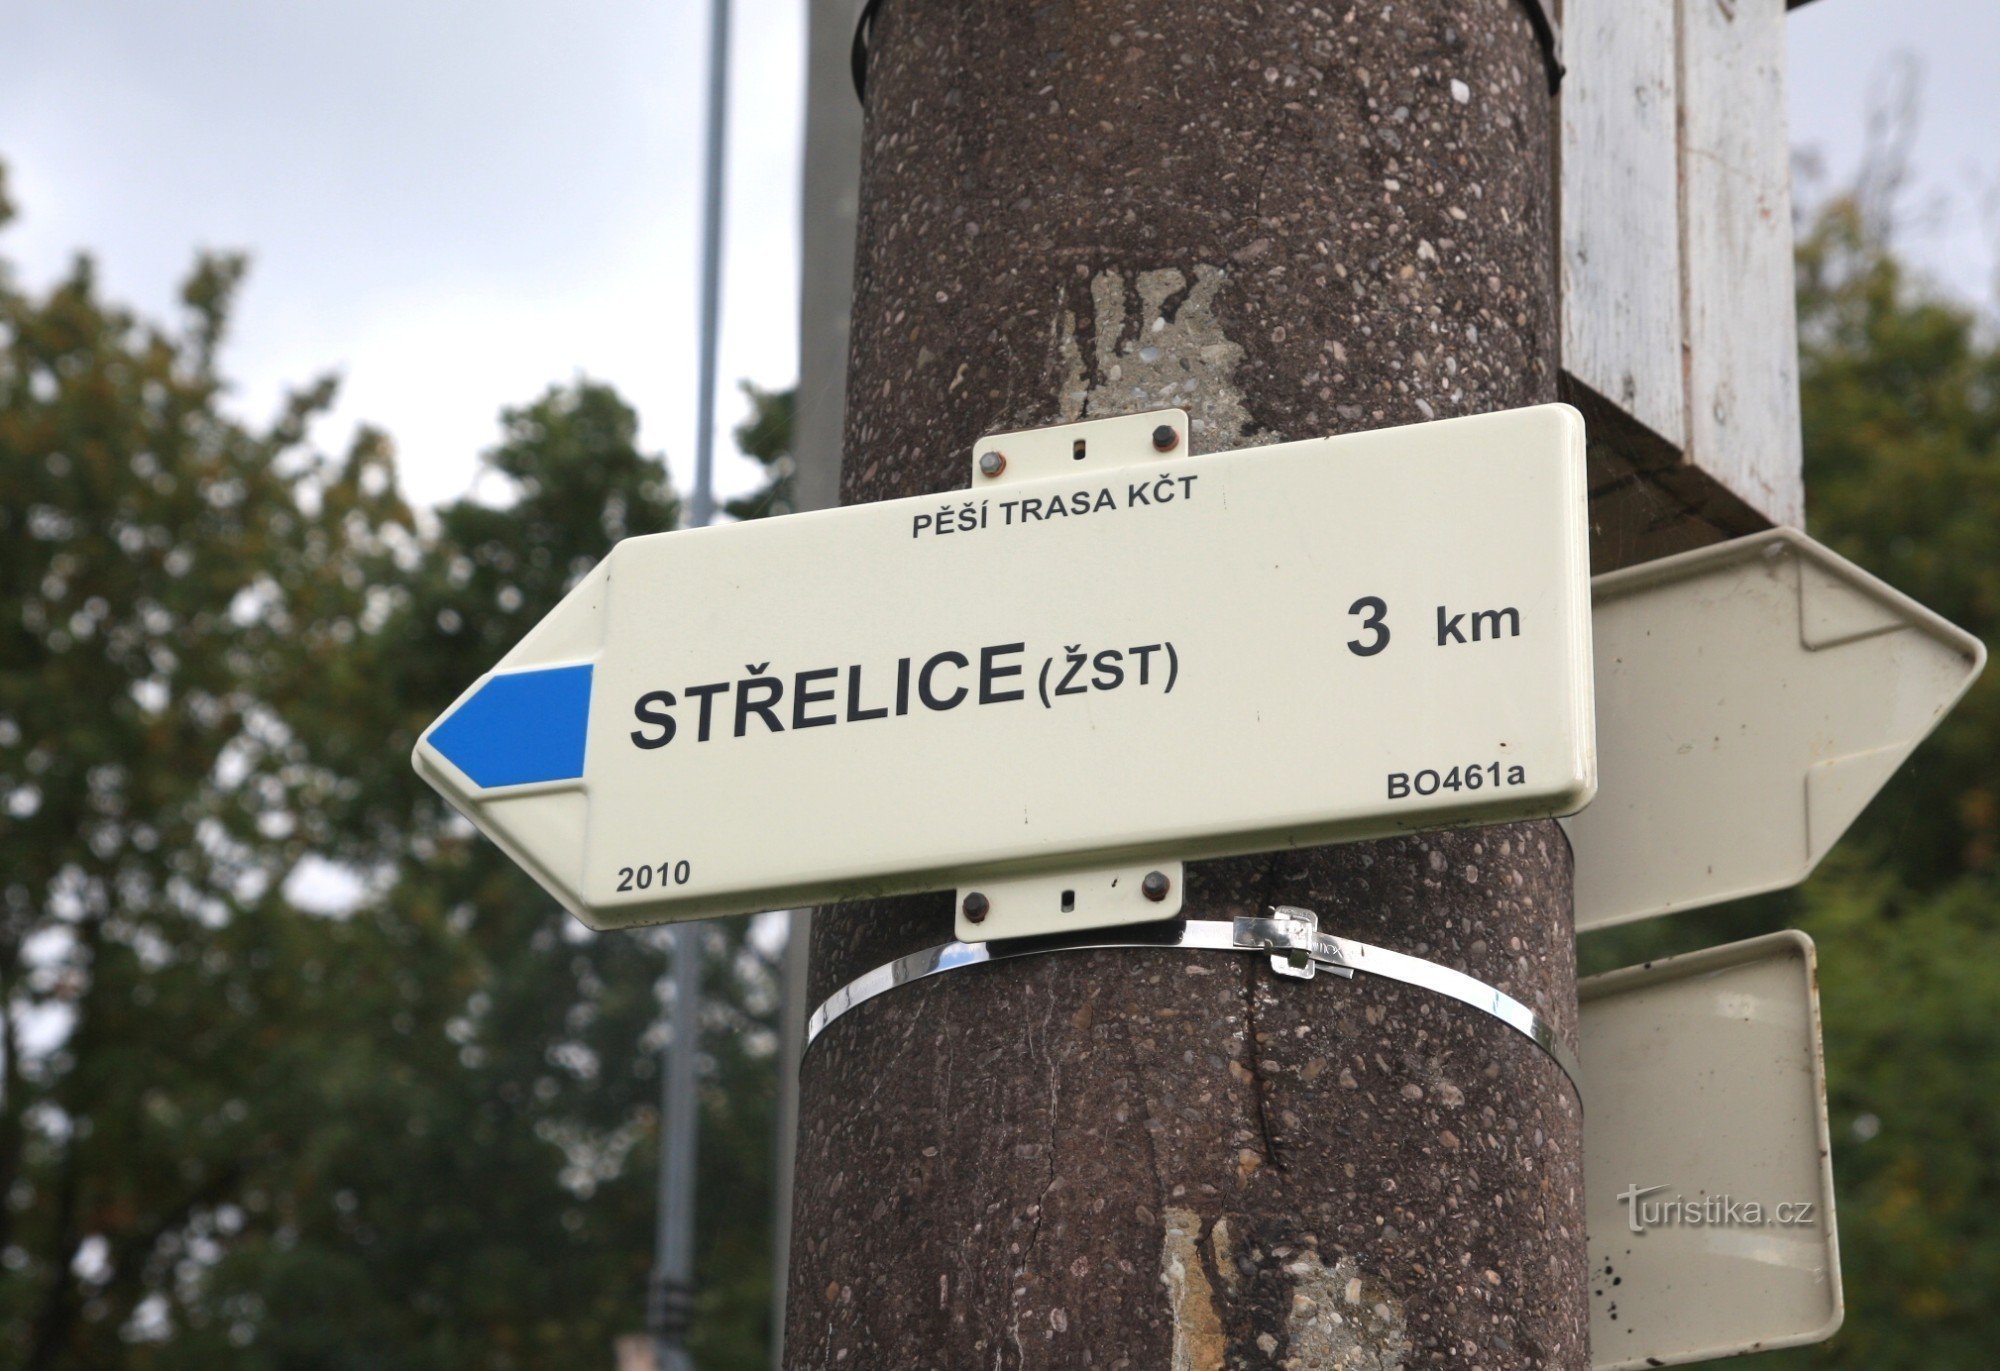 PĚŠÍ TRASA KČT
STŘELICE (ŽST) 3 km
BO461a
2010
Turistika.cz